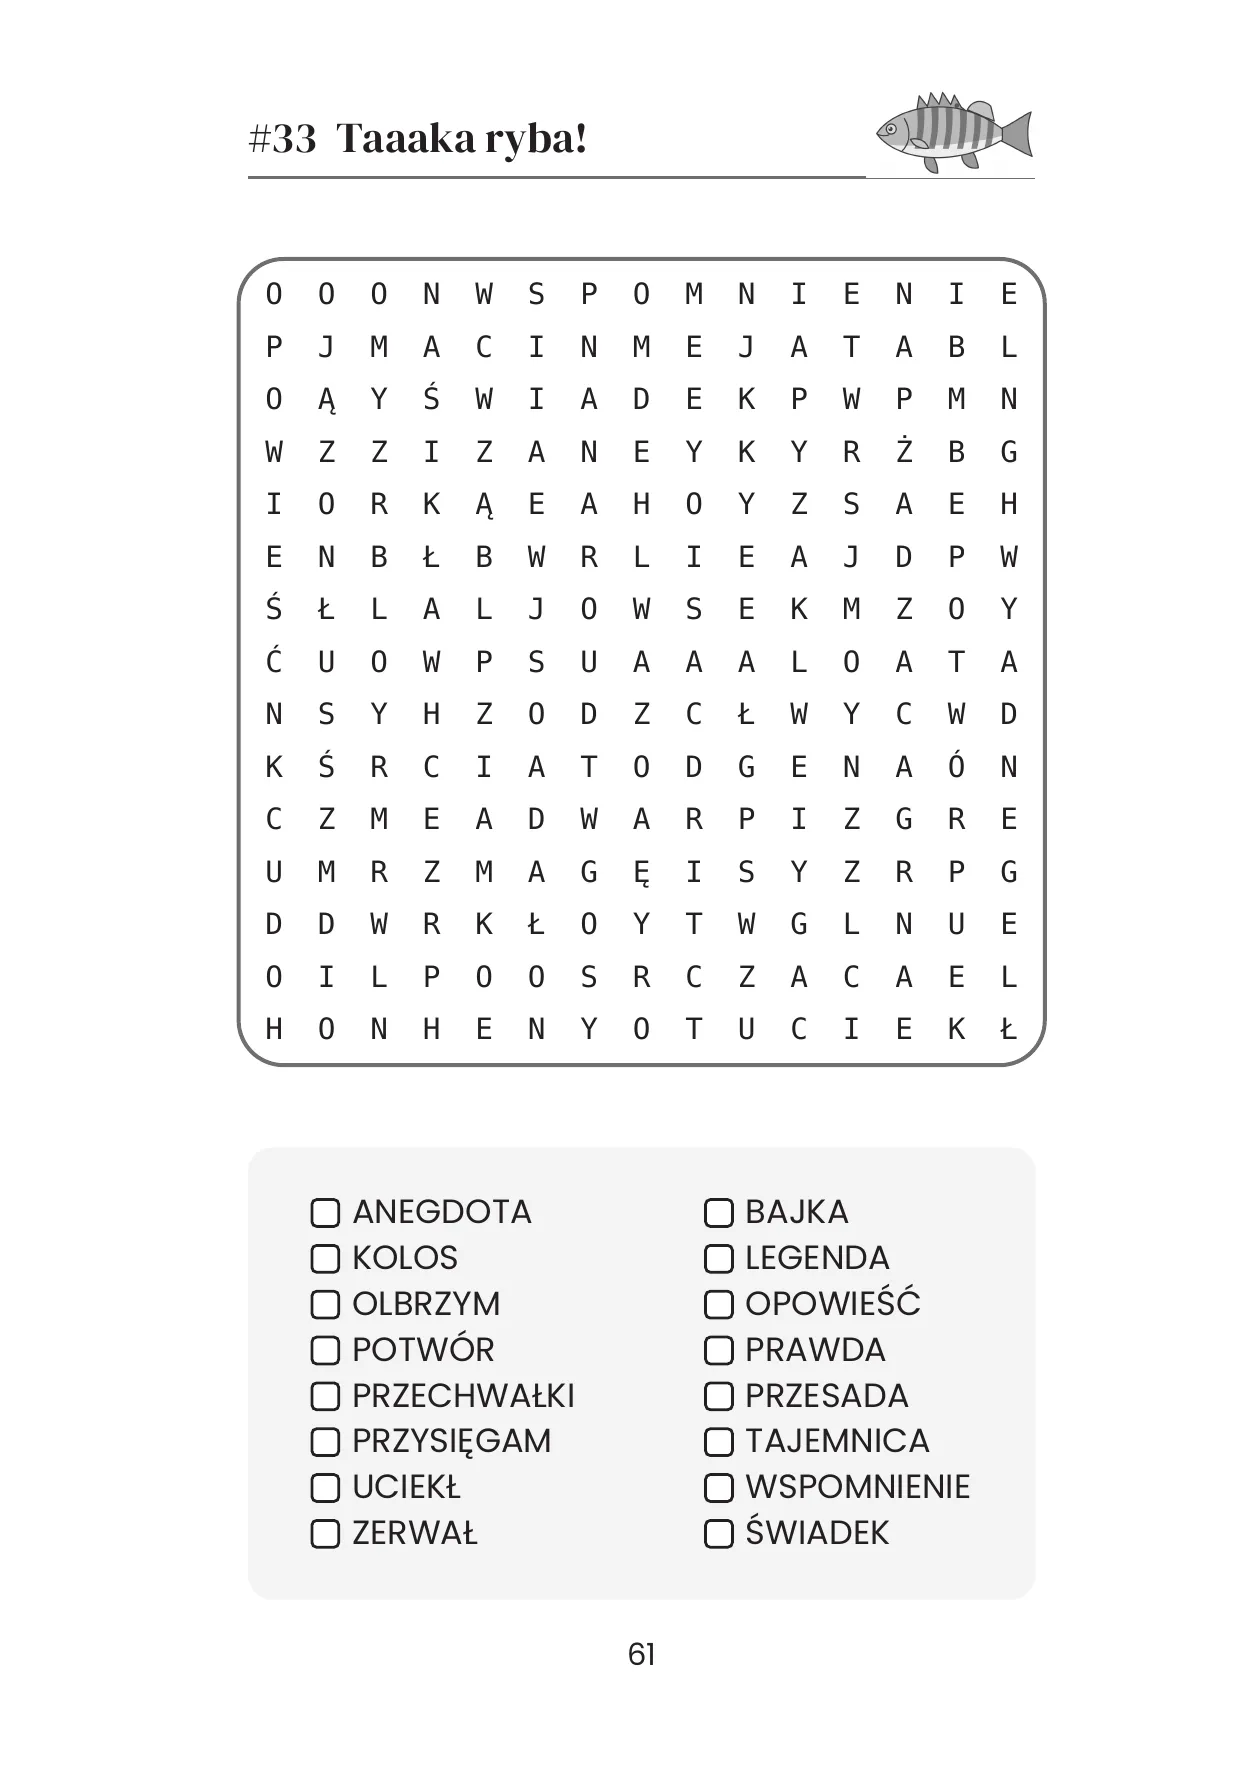 #33 Taaaka ryba!
O O O N W S P O M N I E N I E
P J M A C I N M E J A T A B L
O Ą Y Ś W I A D E K P W P M N
W Z Z I Z A N E Y K Y R Ż B G
I O R K Ą E A H O Y Z S A E H
E N B Ł B W R L I E A J D P W
Ś Ł L A L J O W S E K M Z O Y
Ć U O W P S U A A A L O A T A
N S Y H Z O D Z C Ł W Y C W D
K Ś R C I A T O D G E N A Ó N
C Z M E A D W A R P I Z G R E
U M R Z M A G Ę I S Y Z R P G
D D W R K Ł O Y T W G L N U E
O I L P O O S R C Z A C A E L
H O N H E N Y O T U C I E K Ł
ANEGDOTA
KOLOS
OLBRZYM
POTWÓR
PRZECHWAŁKI
PRZYSIĘGAM
UCIEKŁ
ZERWAŁ
BAJKA
LEGENDA
OPOWIEŚĆ
PRAWDA
PRZESADA
TAJEMNICA
WSPOMNIENIE
ŚWIADEK
61